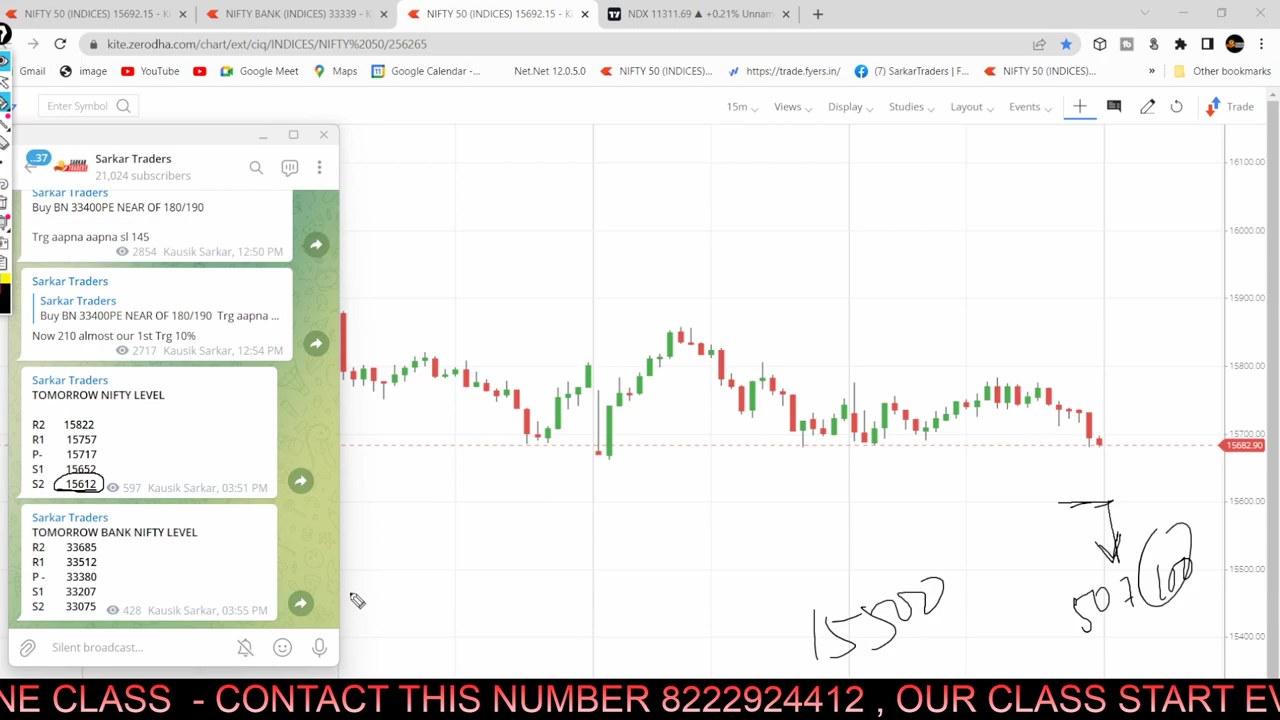 NIFTY 50 (INDICES) 15692.15 - Ki
NIFTY BANK (INDICES) 33339 - K
NIFTY 50 (INDICES) 15692.15 - Ki
NDX 11311.69 ▲ +0.21% Unnam
kite.zerodha.com/chart/ext/ciq/INDICES/NIFTY%2050/256265
Gmail
image
YouTube
Google Meet
Maps
Google Calendar -...
Net.Net 12.0.5.0
NIFTY 50 (INDICES)...
https://trade.fyers.in/
(7) SarkarTraders | F...
NIFTY 50 (INDICES)...
»
Other bookmarks
Enter Symbol
15m
Views
Display
Studies
Layout
Events
Trade
..37
Sarkar Traders
21,024 subscribers
Sarkar Traders
Buy BN 33400PE NEAR OF 180/190
Trg aapna aapna sl 145
2854 Kausik Sarkar, 12:50 PM
Sarkar Traders
Sarkar Traders
Buy BN 33400PE NEAR OF 180/190 Trg aapna ...
Now 210 almost our 1st Trg 10%
2717 Kausik Sarkar, 12:54 PM
Sarkar Traders
TOMORROW NIFTY LEVEL
R2 15822
R1 15757
P- 15717
S1 15652
S2 15612
597 Kausik Sarkar, 03:51 PM
Sarkar Traders
TOMORROW BANK NIFTY LEVEL
R2 33685
R1 33512
P - 33380
S1 33207
S2 33075
428 Kausik Sarkar, 03:55 PM
Silent broadcast...
16100.00
16000.00
15900.00
15800.00
15700.00
15682.90
15600.00
15500.00
15400.00
15500
100
NE CLASS - CONTACT THIS NUMBER 8222924412 , OUR CLASS START EV